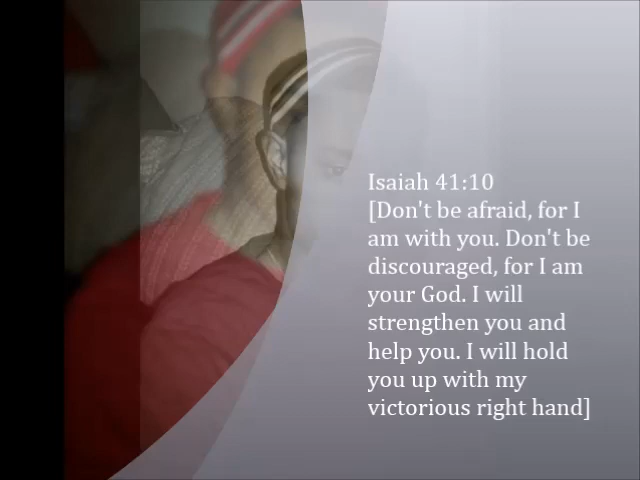 Isaiah 41:10
[Don't be afraid, for I
am with you. Don't be
discouraged, for I am
your God. I will
strengthen you and
help you. I will hold
you up with my
victorious right hand]